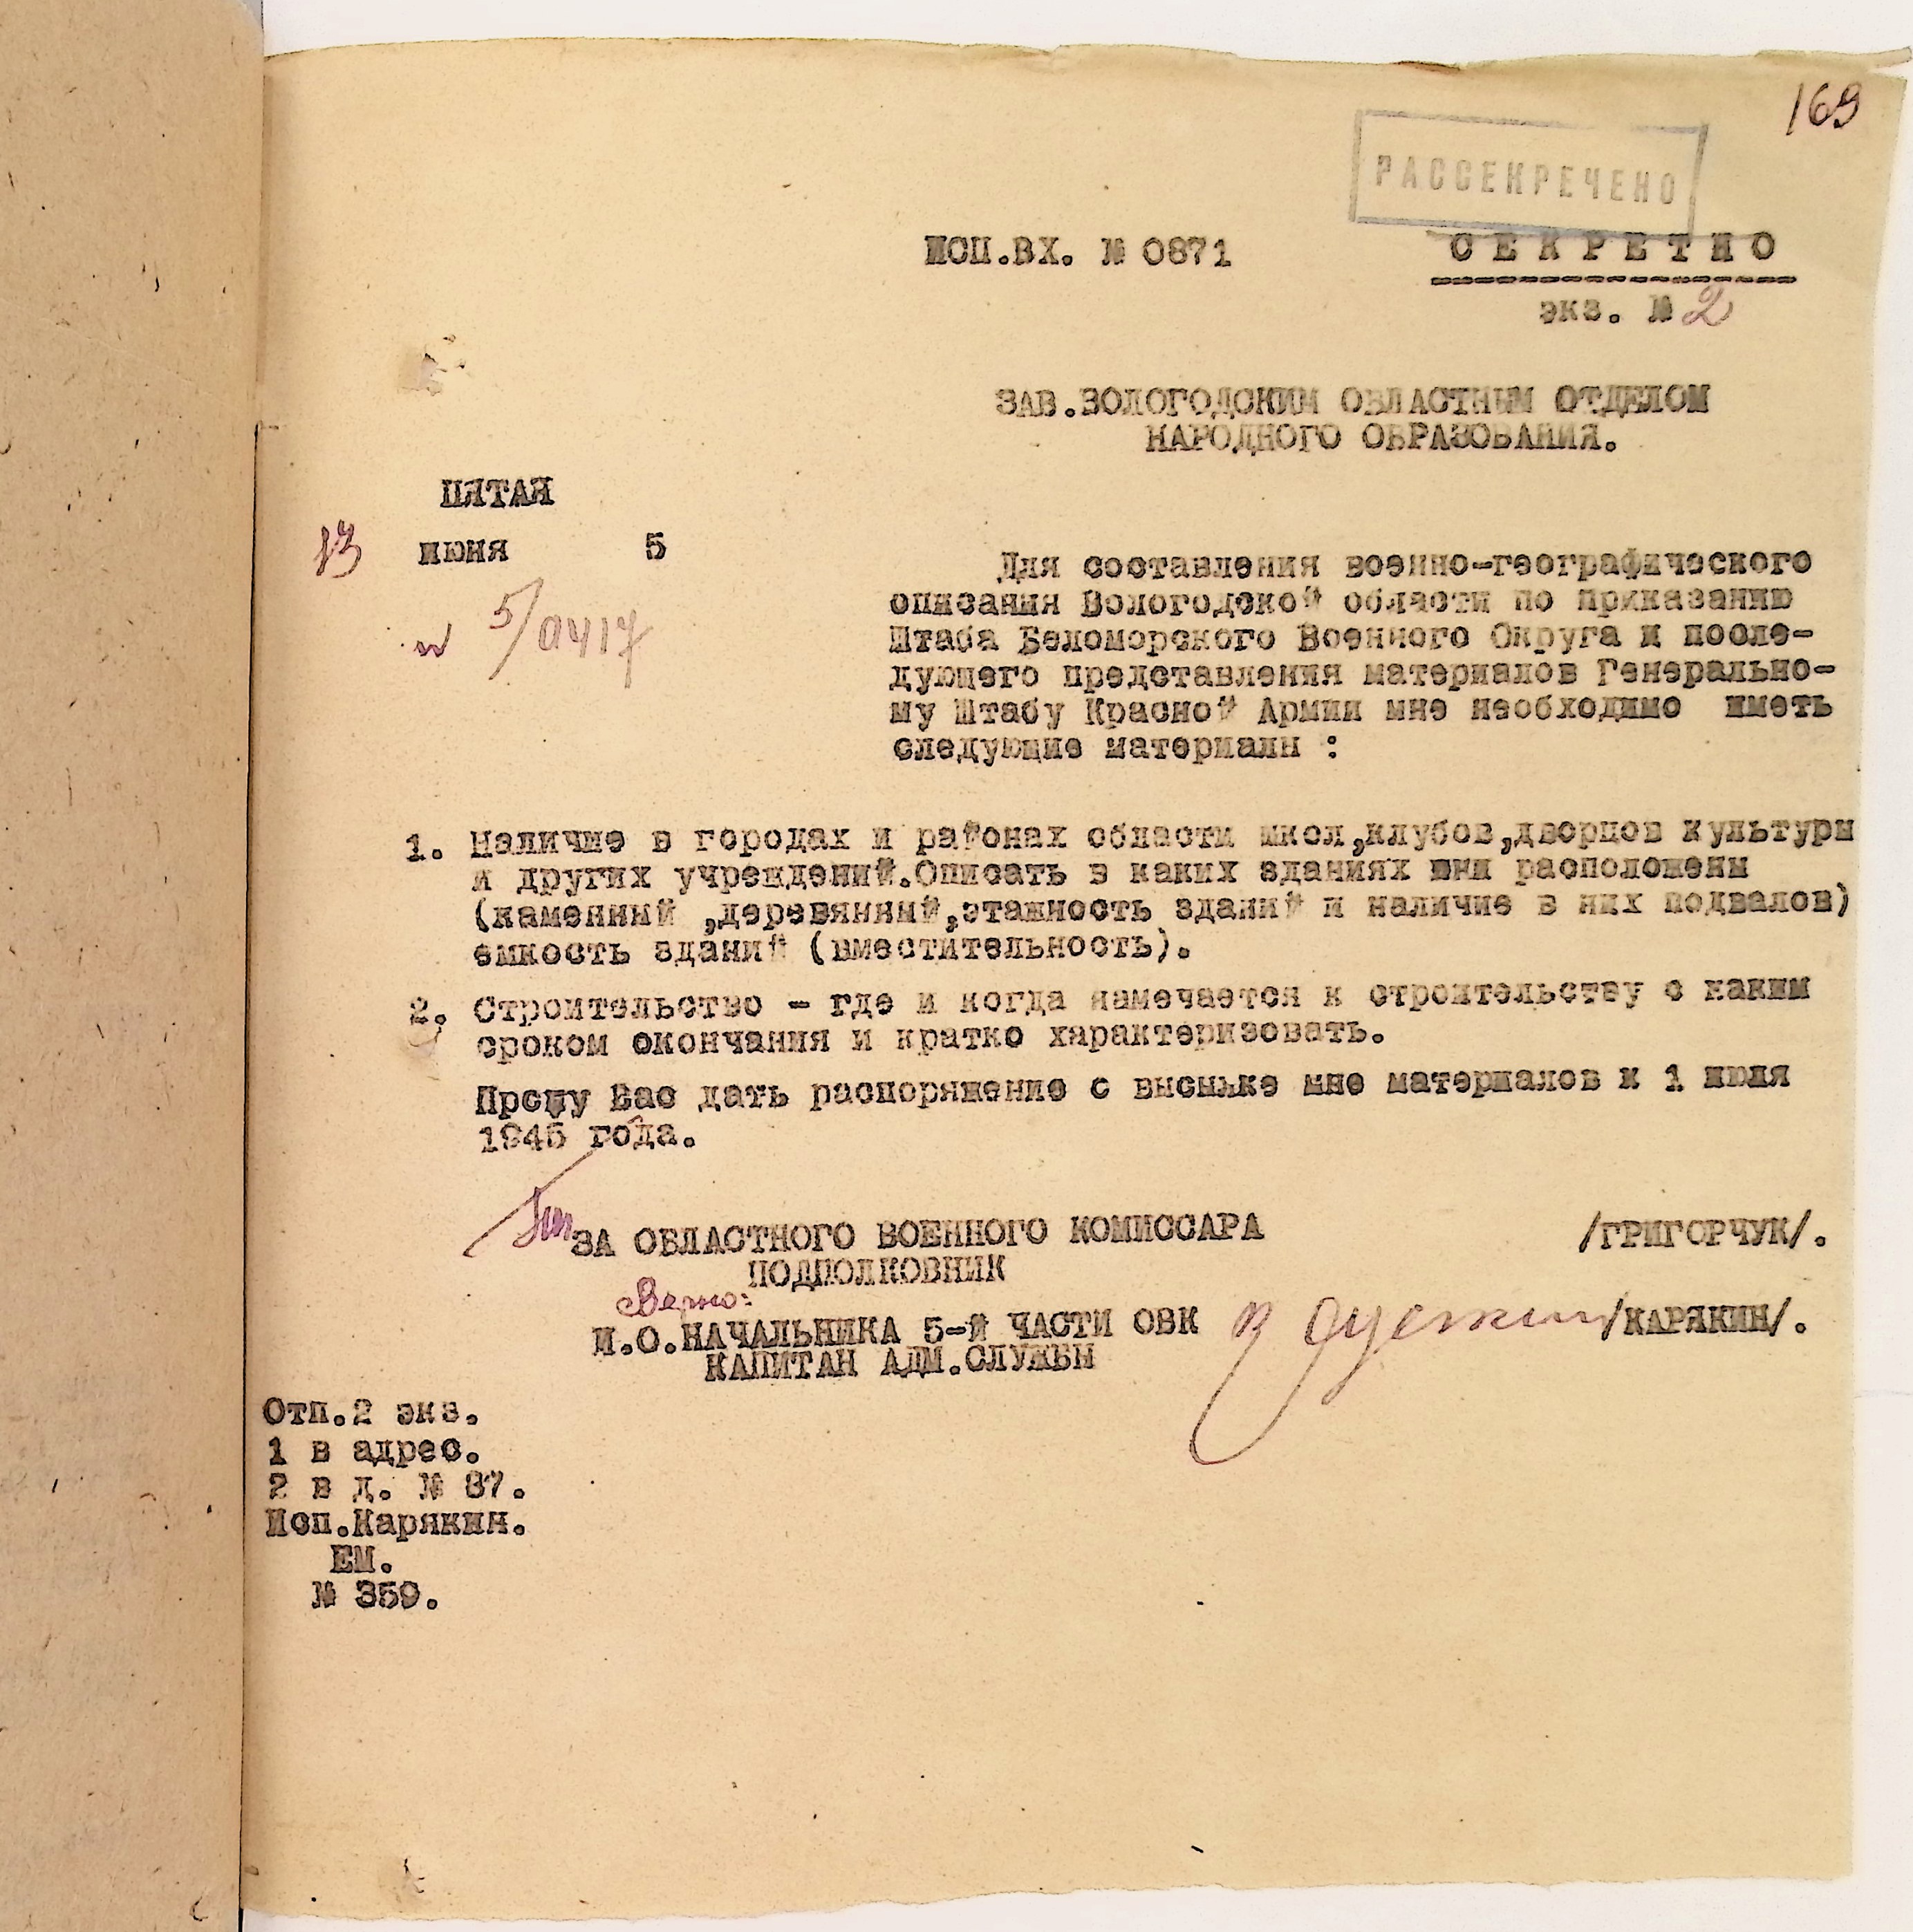 169
РАССЕКРЕЧЕНО
ИСП.ВХ. № 0871
СЕКРЕТНО
экз. № 2
ЗАВ.ВОЛОГОДСКИМ ОБЛАСТНЫМ ОТДЕЛОМ
НАРОДНОГО ОБРАЗОВАНИЯ.
ПЯТАЯ
13 июня 5
5/0417
Для составления военно-географического
описания Вологодской области по приказанию
Штаба Беломорского Военного Округа и после-
дующего представления материалов Генерально-
му Штабу Красной Армии мне необходимо иметь
следующие материалы :
1. Наличие в городах и районах области школ,клубов,дворцов культуры
и других учреждений.Описать в каких зданиях они расположены
(каменный ,деревянный,этажность зданий и наличие в них подвалов)
емкость зданий (вместительность).
2. Строительство - где и когда намечается к строительству с каким
сроком окончания и кратко характеризовать.
Прошу Вас дать распоряжение о высылке мне материалов к 1 июля
1945 года.
ЗА ОБЛАСТНОГО ВОЕННОГО КОМИССАРА /ГРИГОРЧУК/.
ПОДПОЛКОВНИК
Верно:
И.О.НАЧАЛЬНИКА 5-й ЧАСТИ ОВК /КАРЯКИН/.
КАПИТАН АДМ.СЛУЖБЫ
Отп.2 экз.
1 в адрес.
2 в д. № 87.
Исп.Карякин.
ЕМ.
№ 359.